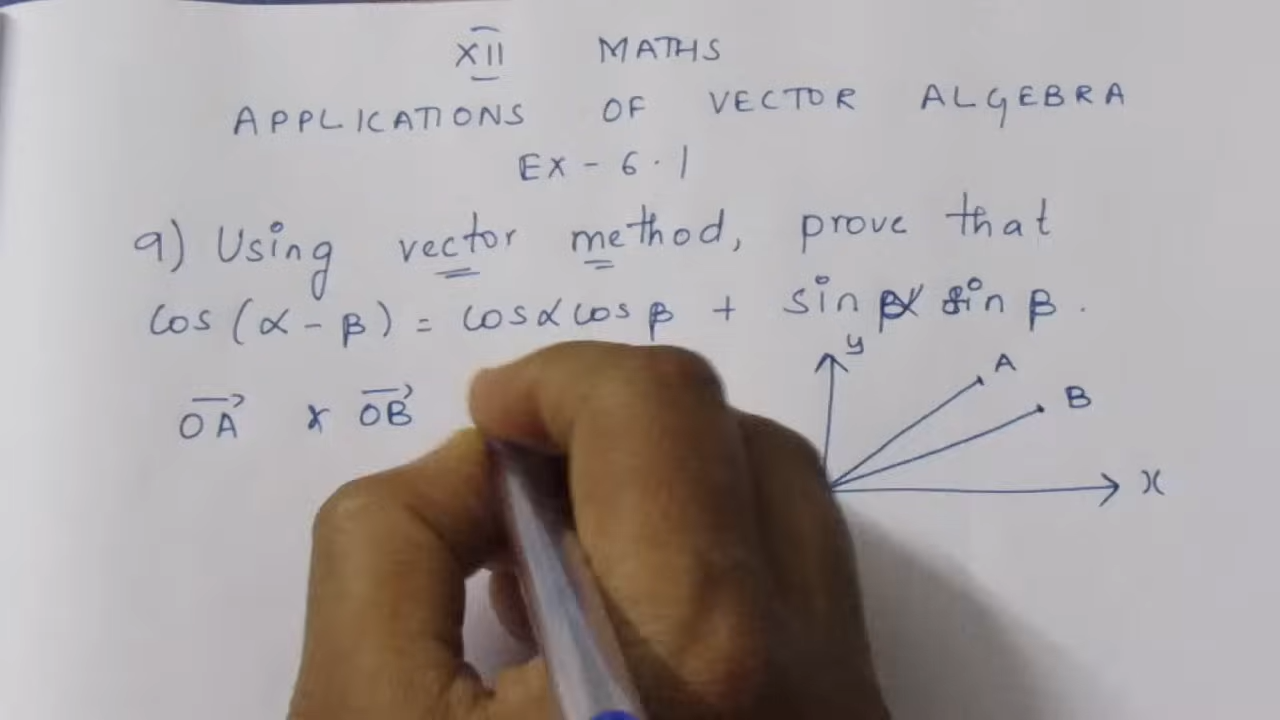 XII MATHS
APPLICATIONS OF VECTOR ALGEBRA
EX - 6.1
9) Using vector method, prove that
cos (α - β) = cosα cos β + sin α sin β.
y
A
B
OA⃗ & OB⃗
x